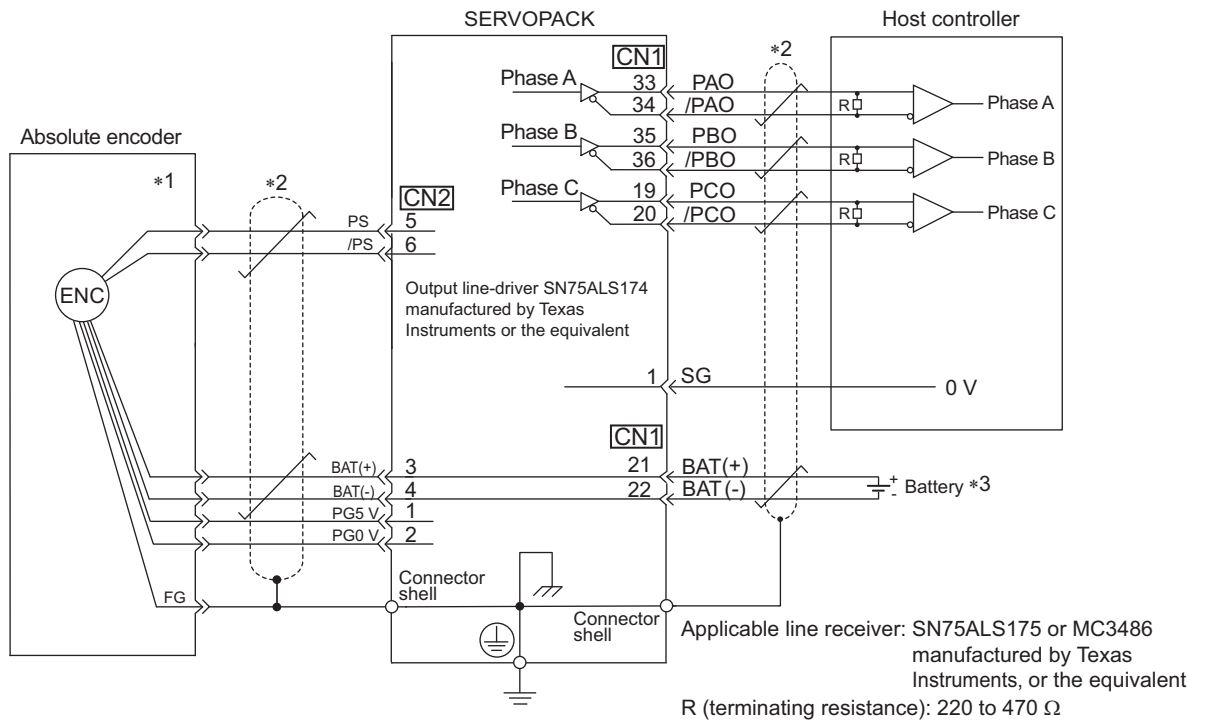 SERVOPACK
Host controller
CN1
*2
Phase A
33
PAO
34
/PAO
R
Phase A
Phase B
35
PBO
36
/PBO
R
Phase B
Phase C
19
PCO
20
/PCO
R
Phase C
Absolute encoder
*1
*2
CN2
PS
5
/PS
6
ENC
Output line-driver SN75ALS174
manufactured by Texas
Instruments or the equivalent
1
SG
0 V
CN1
BAT(+)
3
21
BAT(+)
BAT(-)
4
22
BAT(-)
+
-
Battery *3
PG5 V
1
PG0 V
2
FG
Connector
shell
Connector
shell
Applicable line receiver: SN75ALS175 or MC3486
manufactured by Texas
Instruments, or the equivalent
R (terminating resistance): 220 to 470 Ω